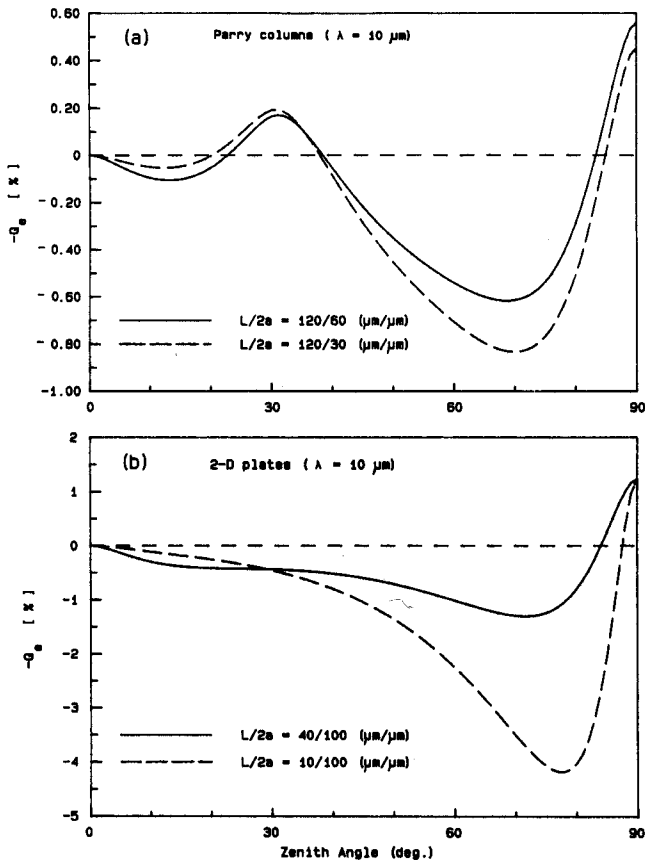 (a)
Parry columns ( λ = 10 μm)
0.60
0.40
0.20
0
-0.20
-0.40
-0.60
-0.80
-1.00
-Qe [ % ]
L/2a = 120/60 (μm/μm)
L/2a = 120/30 (μm/μm)
0
30
60
90
(b)
2-D plates ( λ = 10 μm)
2
1
0
-1
-2
-3
-4
-5
-Qe [ % ]
L/2a = 40/100 (μm/μm)
L/2a = 10/100 (μm/μm)
0
30
60
90
Zenith Angle (deg.)